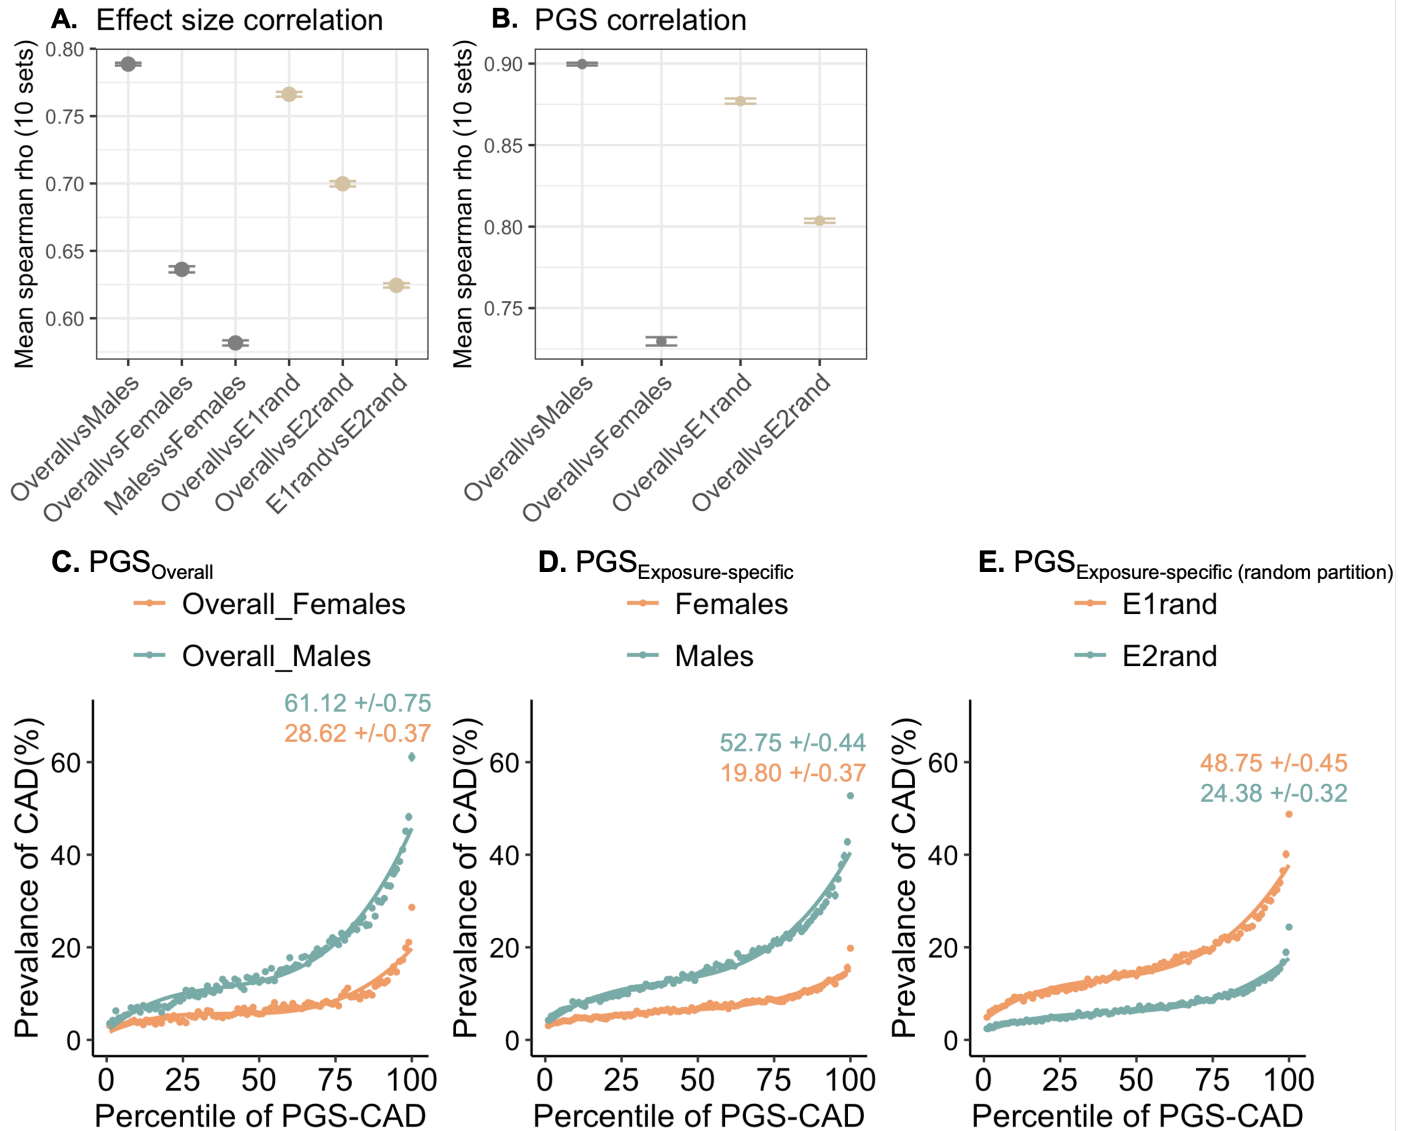 A. Effect size correlation
Mean spearman rho (10 sets)
0.80
0.75
0.70
0.65
0.60
OverallvsMales
OverallvsFemales
MalesvsFemales
OverallvsE1rand
OverallvsE2rand
E1randvsE2rand
B. PGS correlation
Mean spearman rho (10 sets)
0.90
0.85
0.80
0.75
OverallvsMales
OverallvsFemales
OverallvsE1rand
OverallvsE2rand
C. PGSOverall
Overall_Females
Overall_Males
61.12 +/-0.75
28.62 +/-0.37
Prevalance of CAD(%)
60
40
20
0
0 25 50 75 100
Percentile of PGS-CAD
D. PGSExposure-specific
Females
Males
52.75 +/-0.44
19.80 +/-0.37
Prevalance of CAD(%)
60
40
20
0
0 25 50 75 100
Percentile of PGS-CAD
E. PGSExposure-specific (random partition)
E1rand
E2rand
48.75 +/-0.45
24.38 +/-0.32
Prevalance of CAD(%)
60
40
20
0
0 25 50 75 100
Percentile of PGS-CAD